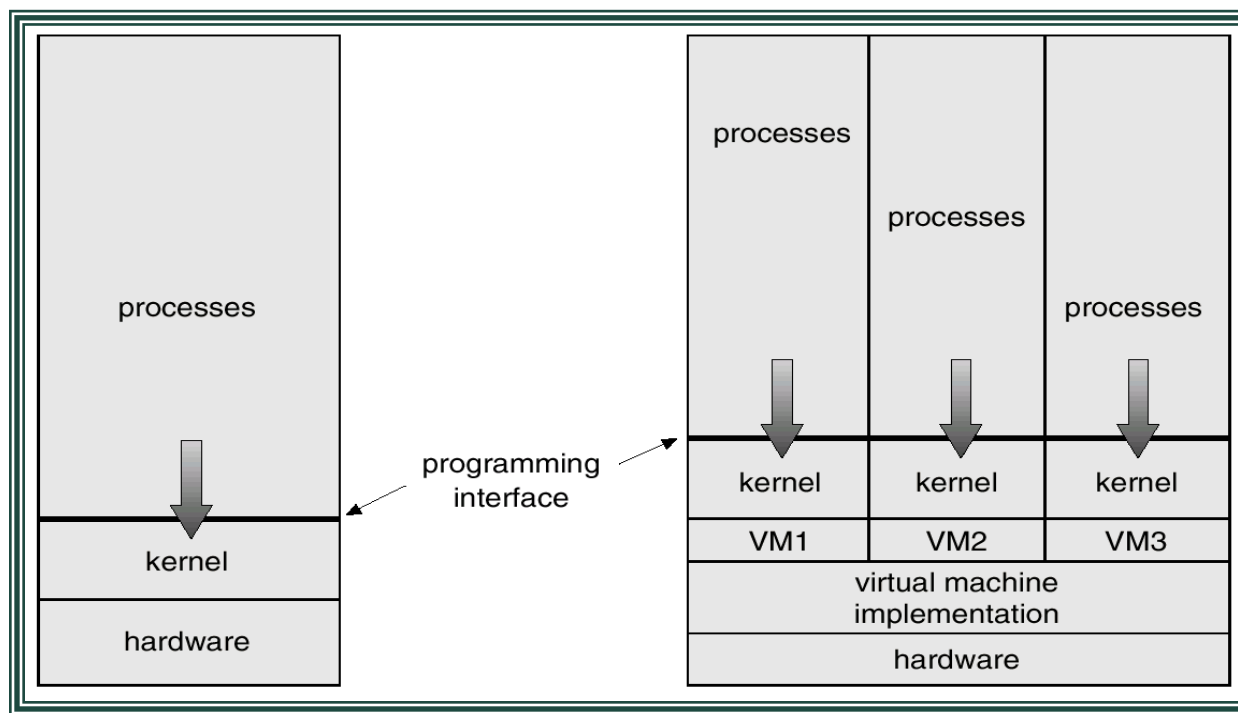 processes
kernel
hardware
programming
interface
processes
processes
processes
kernel
kernel
kernel
VM1
VM2
VM3
virtual machine
implementation
hardware